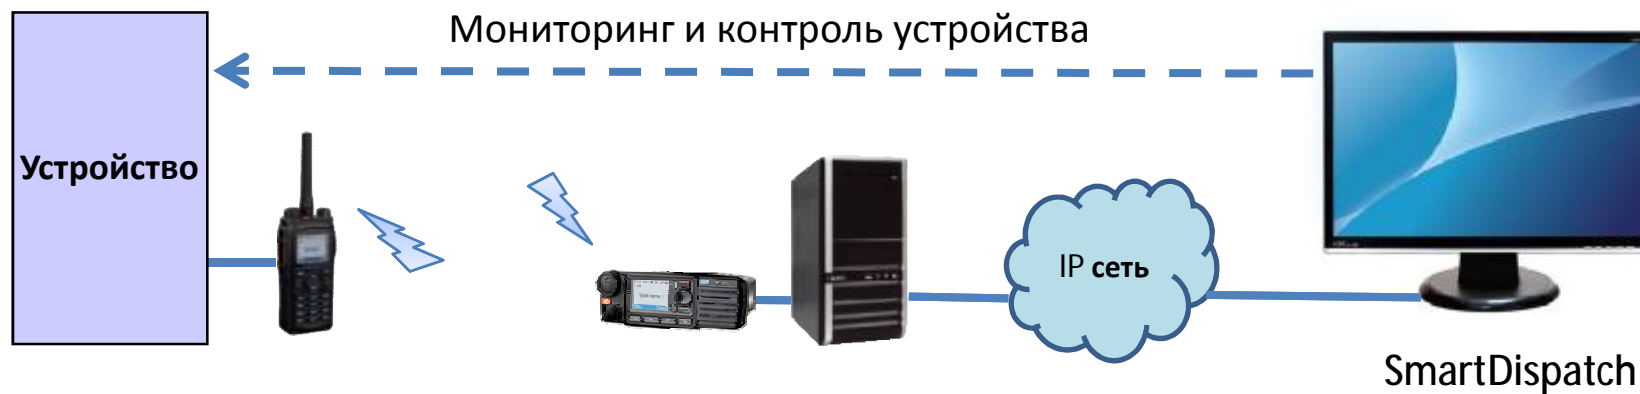 Мониторинг и контроль устройства
Устройство
IP сеть
SmartDispatch